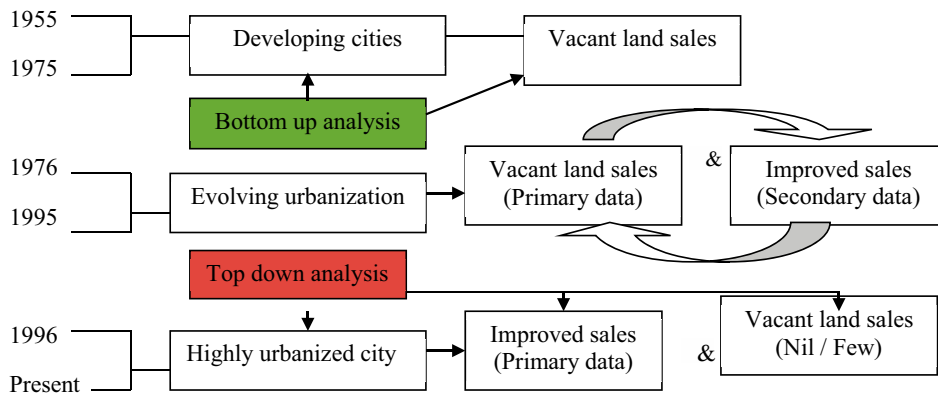 1955
1975
Developing cities
Vacant land sales
Bottom up analysis
1976
1995
Evolving urbanization
Vacant land sales
(Primary data)
&
Improved sales
(Secondary data)
Top down analysis
1996
Present
Highly urbanized city
Improved sales
(Primary data)
&
Vacant land sales
(Nil / Few)